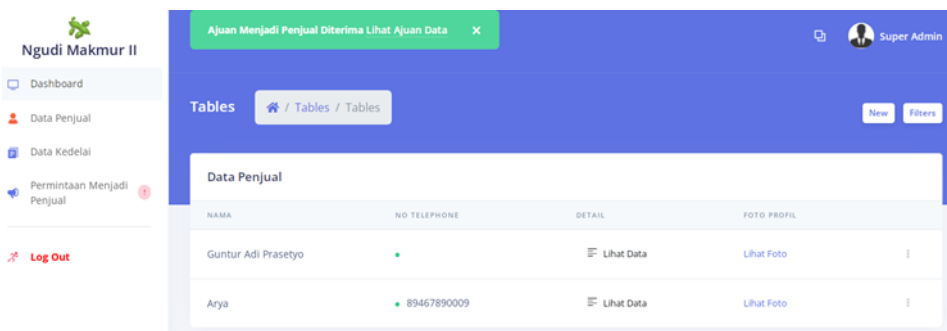 Ngudi Makmur II
Dashboard
Data Penjual
Data Kedelai
Permintaan Menjadi
Penjual
!
Log Out
Ajuan Menjadi Penjual Diterima Lihat Ajuan Data ×
Super Admin
Tables
/ Tables / Tables
New Filters
Data Penjual
NAMA NO TELEPHONE DETAIL FOTO PROFIL
Guntur Adi Prasetyo Lihat Data Lihat Foto
Arya 89467890009 Lihat Data Lihat Foto